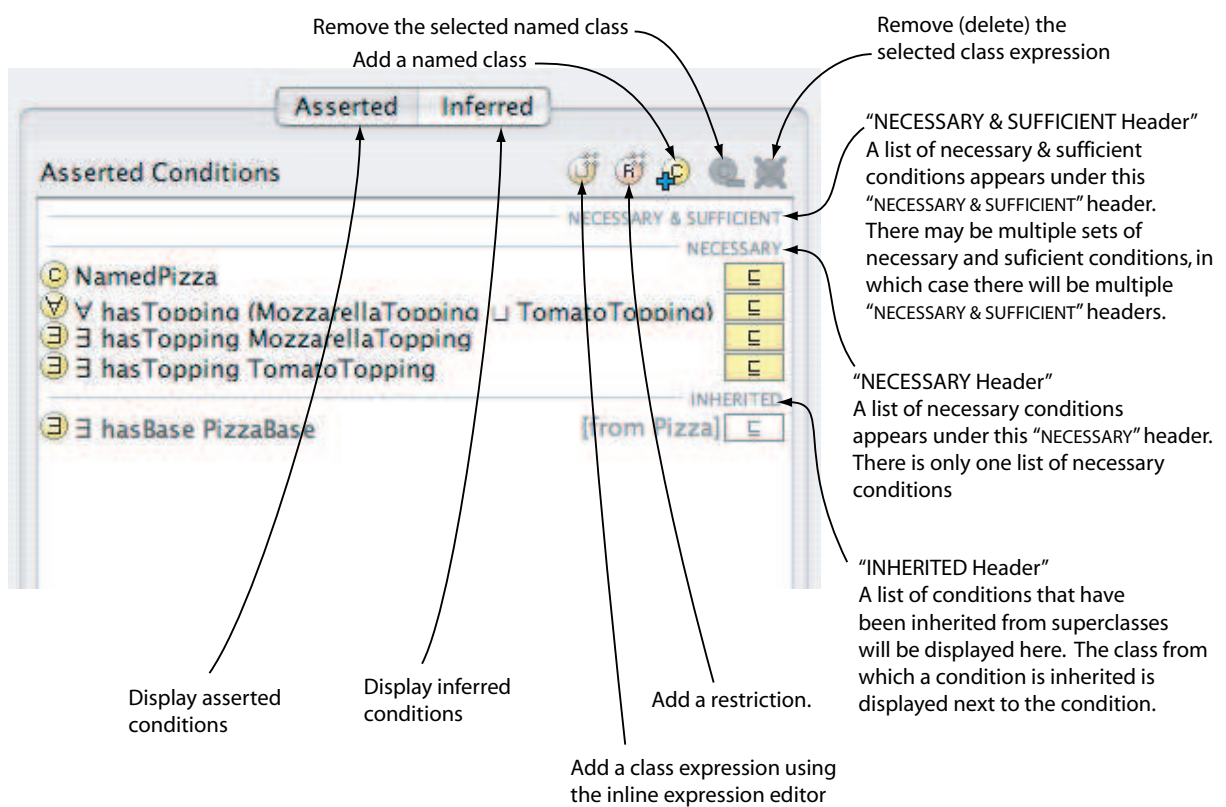 Remove the selected named class
Add a named class
Remove (delete) the
selected class expression
Asserted Inferred
Asserted Conditions
NECESSARY & SUFFICIENT
NECESSARY
C NamedPizza
∀ ∀ hasTopping (MozzarellaTopping ⊔ TomatoTopping) ⊑
∃ ∃ hasTopping MozzarellaTopping ⊑
∃ ∃ hasTopping TomatoTopping ⊑
INHERITED
∃ ∃ hasBase PizzaBase [from Pizza] ⊑
"NECESSARY & SUFFICIENT Header"
A list of necessary & sufficient
conditions appears under this
"NECESSARY & SUFFICIENT" header.
There may be multiple sets of
necessary and suficient conditions, in
which case there will be multiple
"NECESSARY & SUFFICIENT" headers.
"NECESSARY Header"
A list of necessary conditions
appears under this "NECESSARY" header.
There is only one list of necessary
conditions
"INHERITED Header"
A list of conditions that have
been inherited from superclasses
will be displayed here. The class from
which a condition is inherited is
displayed next to the condition.
Display asserted
conditions
Display inferred
conditions
Add a restriction.
Add a class expression using
the inline expression editor